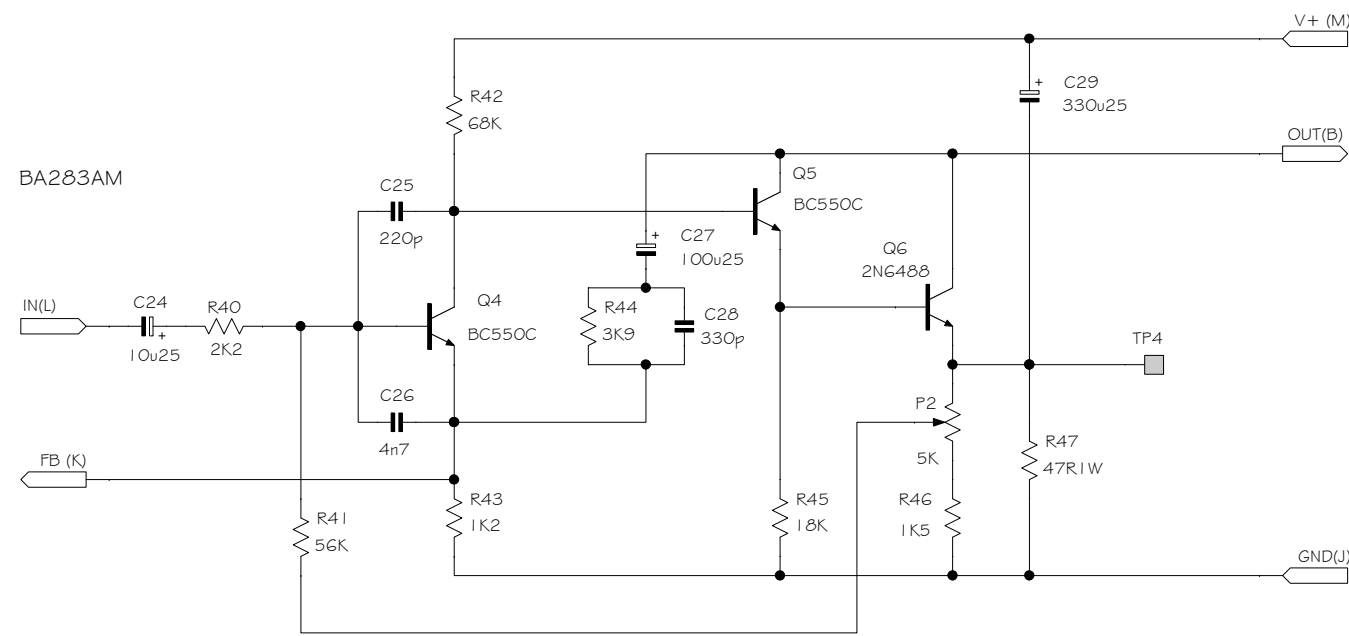 V+ (M)
C29
330u25
R42
68K
OUT(B)
BA283AM
Q5
BC550C
C25
220p
C27
100u25
Q6
2N6488
IN(L)
C24
10u25
R40
2K2
Q4
BC550C
R44
3K9
C28
330p
TP4
C26
4n7
P2
5K
R47
47R1W
FB (K)
R43
1K2
R41
56K
R45
18K
R46
1K5
GND(J)